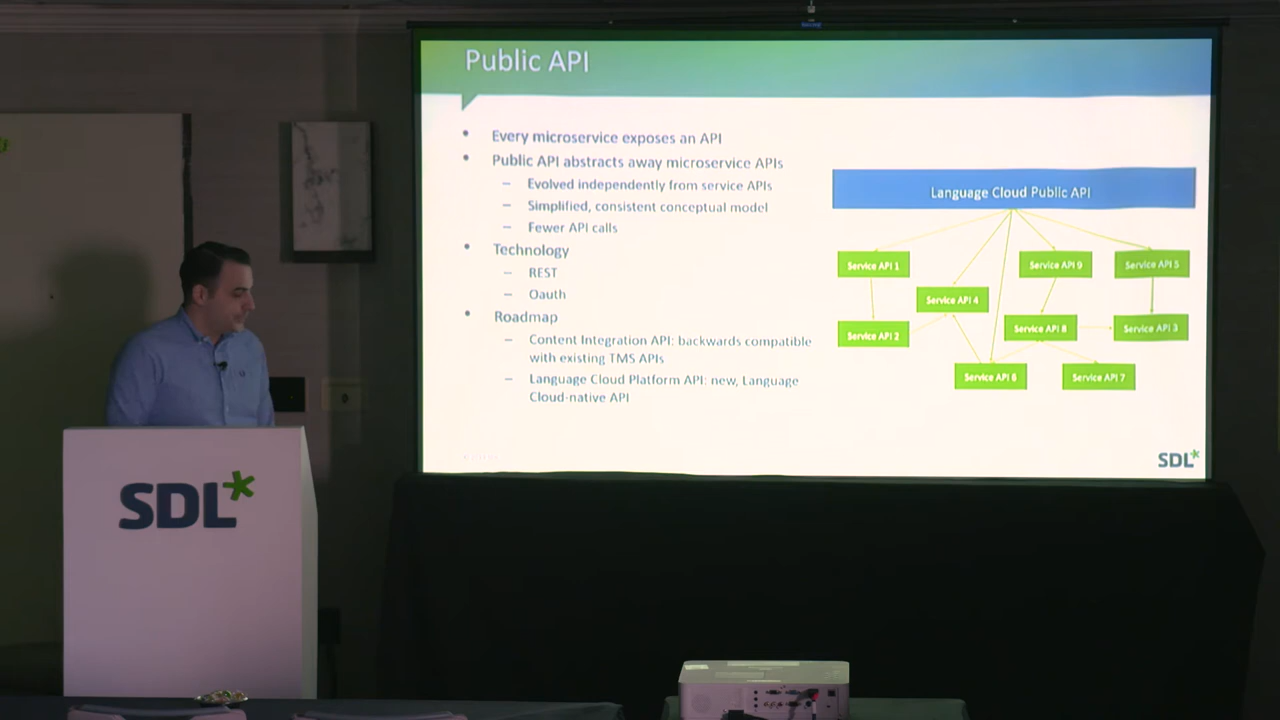 Public API
Every microservice exposes an API
Public API abstracts away microservice APIs
Evolved independently from service APIs
Simplified, consistent conceptual model
Fewer API calls
Technology
REST
Oauth
Roadmap
Content Integration API: backwards compatible
with existing TMS APIs
Language Cloud Platform API: new, Language
Cloud-native API
Language Cloud Public API
Service API 1
Service API 9
Service API 5
Service API 4
Service API 2
Service API 8
Service API 3
Service API 6
Service API 7
SDL*
SDL*